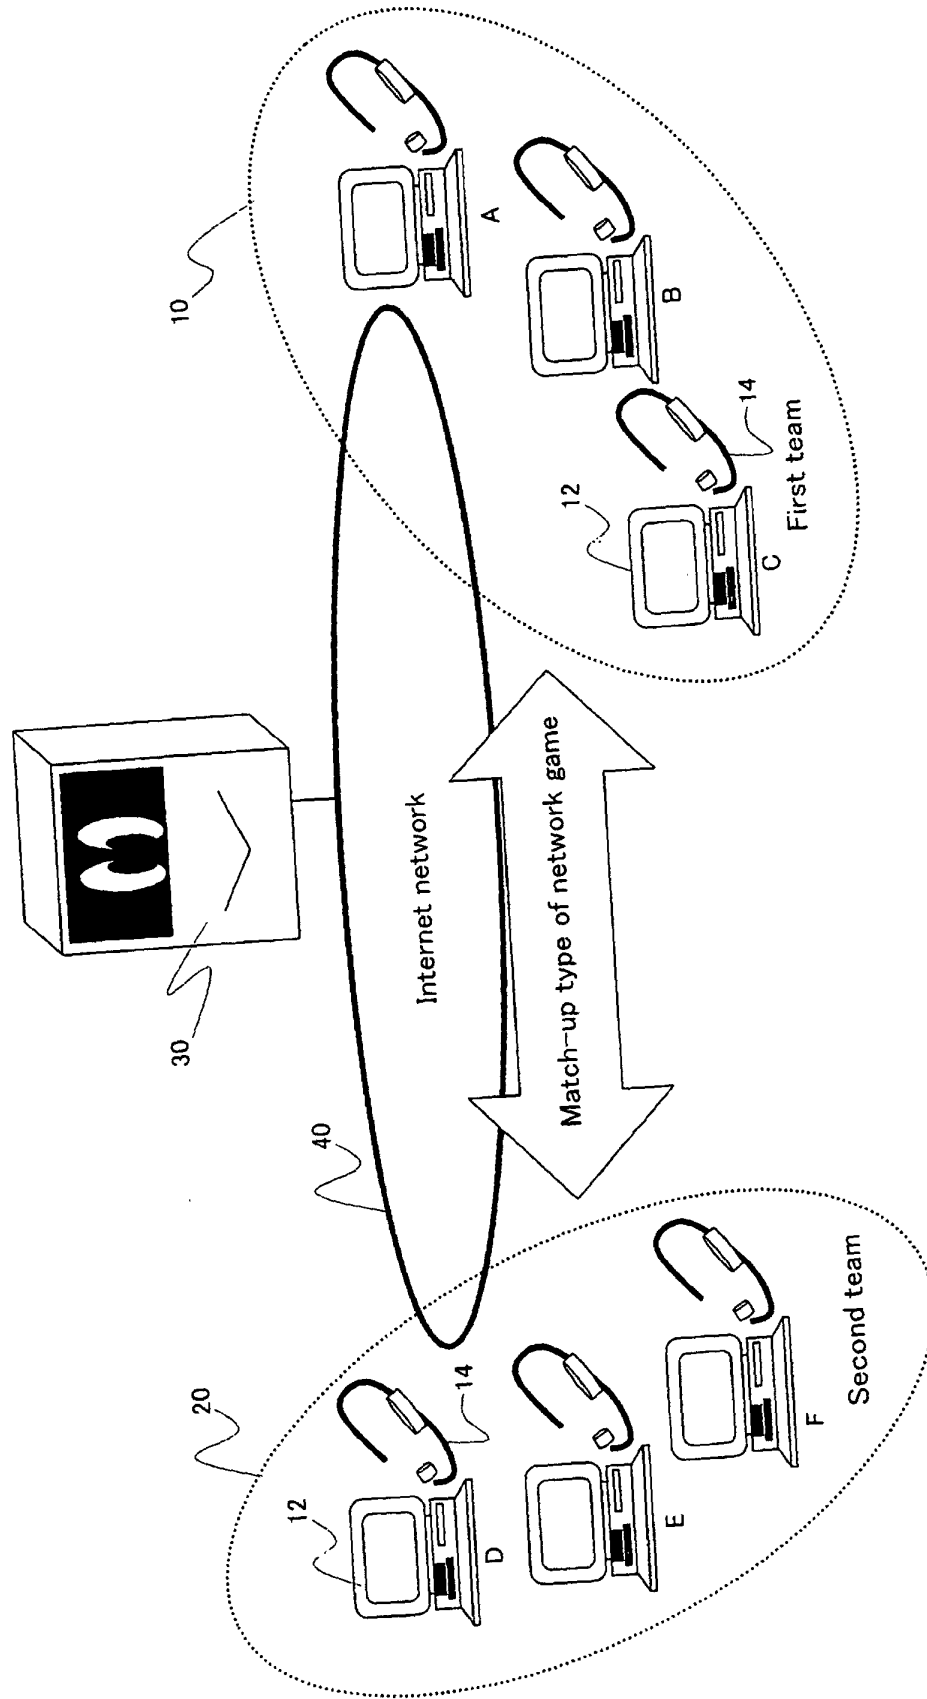 30
10
40
Internet network
20
12
14
D
E
F
Second team
Match-up type of network game
A
B
12
14
C
First team